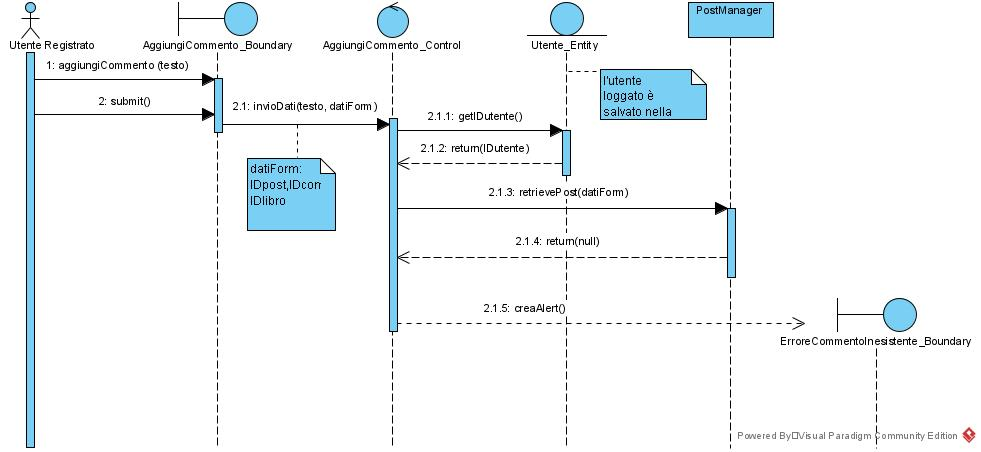 Utente Registrato
AggiungiCommento_Boundary
AggiungiCommento_Control
Utente_Entity
PostManager
1: aggiungiCommento (testo)
l'utente
loggato è
salvato nella
2: submit()
2.1: invioDati(testo, datiForm)
2.1.1: getIDutente()
2.1.2: return(IDutente)
datiForm:
IDpost,IDcom
IDlibro
2.1.3: retrievePost(datiForm)
2.1.4: return(null)
2.1.5: creaAlert()
ErroreCommentoInesistente_Boundary
Powered By Visual Paradigm Community Edition